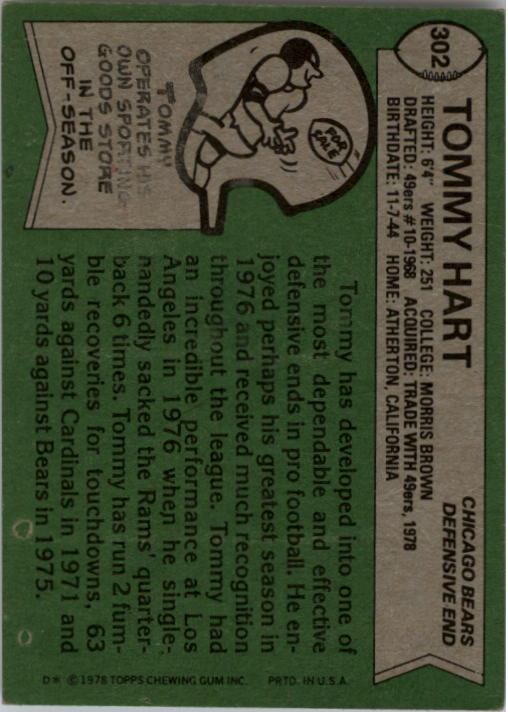 302
TOMMY HART
CHICAGO BEARS
DEFENSIVE END
HEIGHT: 6'4" WEIGHT: 251 COLLEGE: MORRIS BROWN
DRAFTED: 49ers #10-1968 ACQUIRED: TRADE WITH 49ers, 1978
BIRTHDATE: 11-7-44 HOME: ATHERTON, CALIFORNIA
FOR
SALE
TOMMY
OPERATES HIS
OWN SPORTING
GOODS STORE
IN THE
OFF-SEASON.
Tommy has developed into one of
the most dependable and effective
defensive ends in pro football. He en-
joyed perhaps his greatest season in
1976 and received much recognition
throughout the league. Tommy had
an incredible performance at Los
Angeles in 1976 when he single-
handedly sacked the Rams' quarter-
back 6 times. Tommy has run 2 fum-
ble recoveries for touchdowns, 63
yards against Cardinals in 1971 and
10 yards against Bears in 1975.
D* © 1978 TOPPS CHEWING GUM INC. PRTD. IN U.S.A.